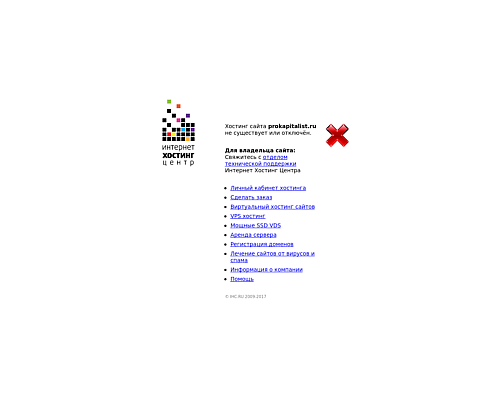 интернет
хостинг
центр
Хостинг сайта prokapitalist.ru
не существует или отключён.
Для владельца сайта:
Свяжитесь с отделом
технической поддержки
Интернет Хостинг Центра
Личный кабинет хостинга
Сделать заказ
Виртуальный хостинг сайтов
VPS хостинг
Мощные SSD VDS
Аренда сервера
Регистрация доменов
Лечение сайтов от вирусов и
спама
Информация о компании
Помощь
© IHC.RU 2009-2017